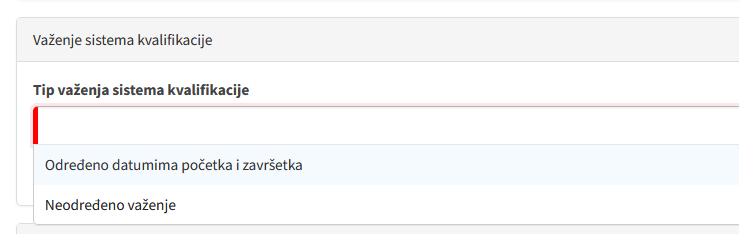 Važenje sistema kvalifikacije
Tip važenja sistema kvalifikacije
Određeno datumima početka i završetka
Neodređeno važenje